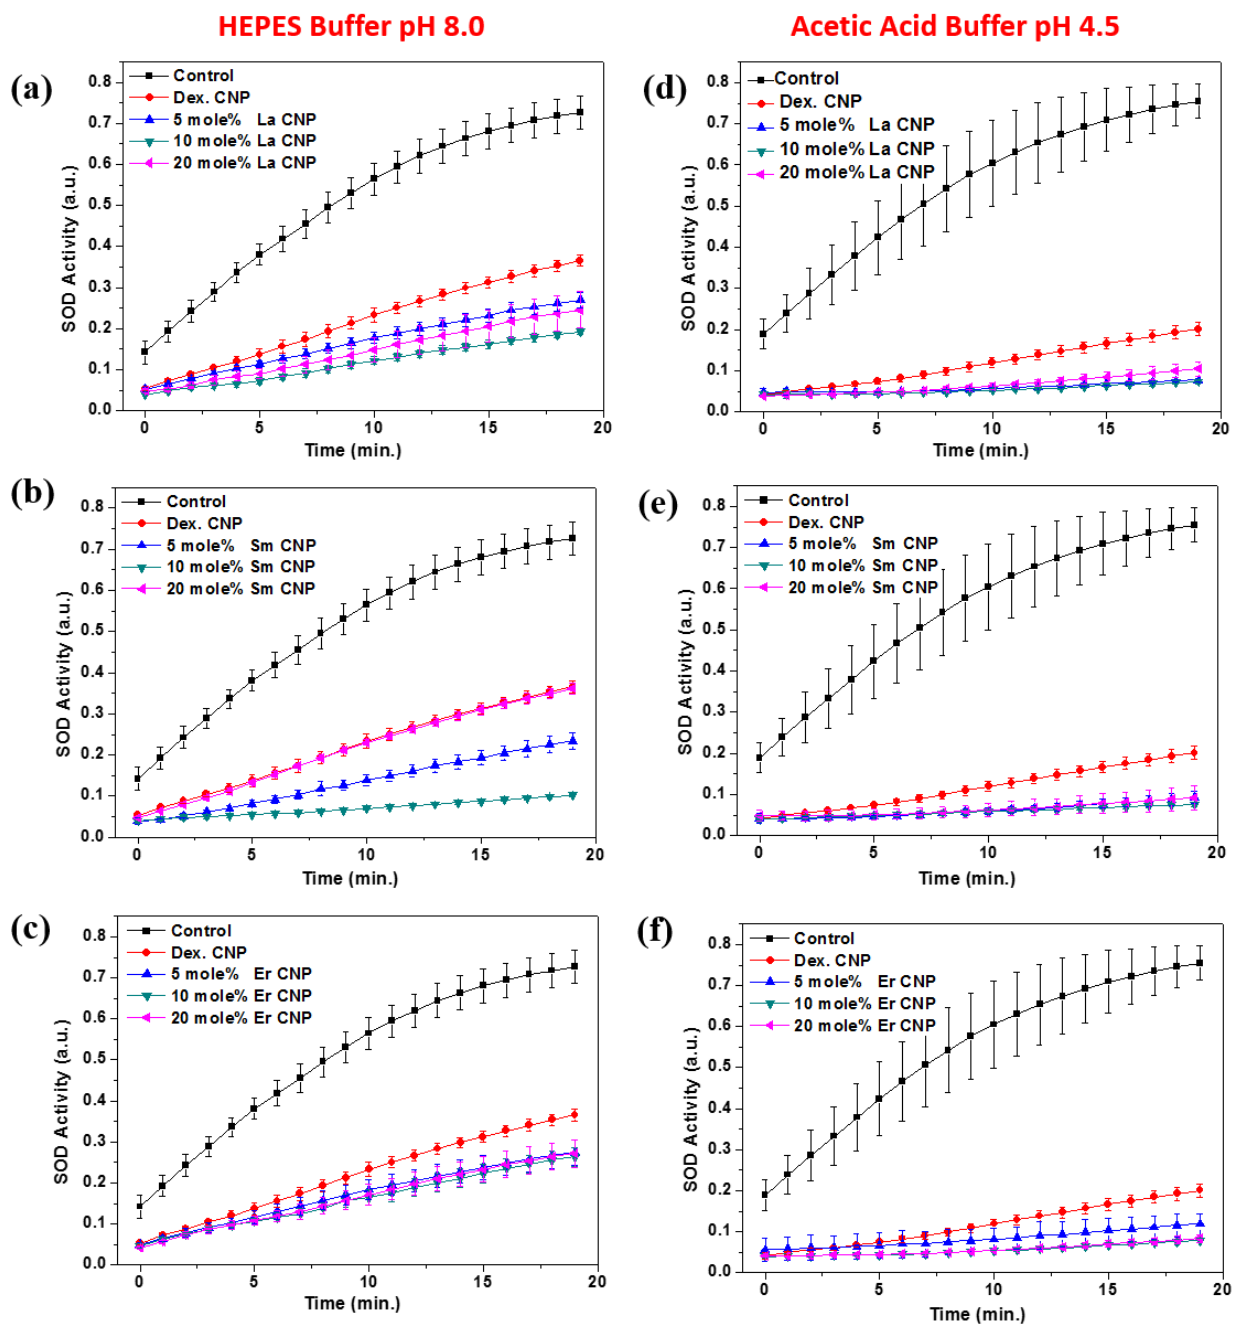 HEPES Buffer pH 8.0
Acetic Acid Buffer pH 4.5
(a)
0.8
0.7
0.6
0.5
0.4
0.3
0.2
0.1
0.0
SOD Activity (a.u.)
Control
Dex. CNP
5 mole% La CNP
10 mole% La CNP
20 mole% La CNP
0 5 10 15 20
Time (min.)
(d)
0.8
0.7
0.6
0.5
0.4
0.3
0.2
0.1
0.0
SOD Activity (a.u.)
Control
Dex. CNP
5 mole% La CNP
10 mole% La CNP
20 mole% La CNP
0 5 10 15 20
Time (min.)
(b)
0.8
0.7
0.6
0.5
0.4
0.3
0.2
0.1
0.0
SOD Activity (a.u.)
Control
Dex. CNP
5 mole% Sm CNP
10 mole% Sm CNP
20 mole% Sm CNP
0 5 10 15 20
Time (min.)
(e)
0.8
0.7
0.6
0.5
0.4
0.3
0.2
0.1
0.0
SOD Activity (a.u.)
Control
Dex. CNP
5 mole% Sm CNP
10 mole% Sm CNP
20 mole% Sm CNP
0 5 10 15 20
Time (min.)
(c)
0.8
0.7
0.6
0.5
0.4
0.3
0.2
0.1
0.0
SOD Activity (a.u.)
Control
Dex. CNP
5 mole% Er CNP
10 mole% Er CNP
20 mole% Er CNP
0 5 10 15 20
Time (min.)
(f)
0.8
0.7
0.6
0.5
0.4
0.3
0.2
0.1
0.0
SOD Activity (a.u.)
Control
Dex. CNP
5 mole% Er CNP
10 mole% Er CNP
20 mole% Er CNP
0 5 10 15 20
Time (min.)